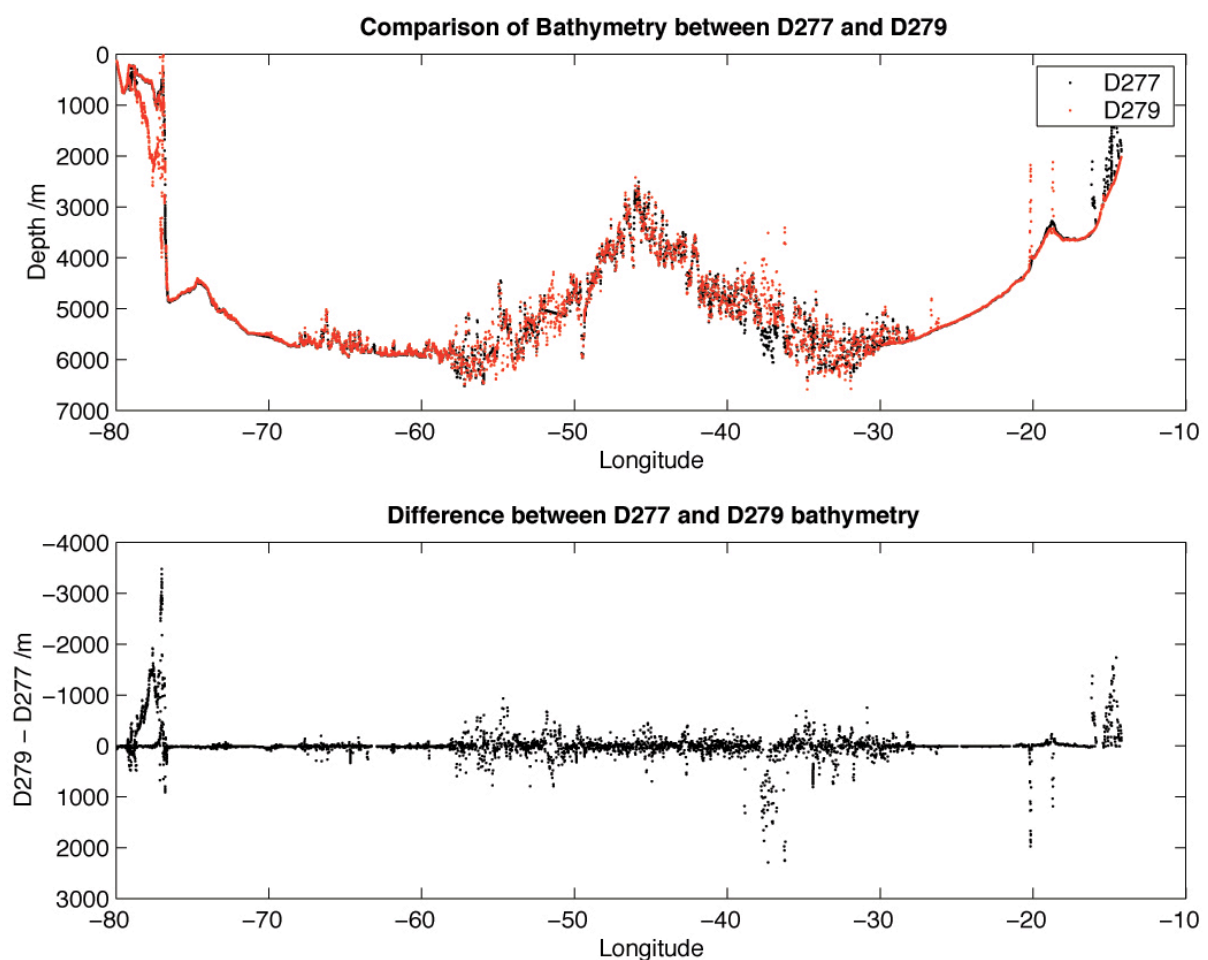 Comparison of Bathymetry between D277 and D279
0
1000
2000
3000
4000
5000
6000
7000
Depth /m
D277
D279
−80 −70 −60 −50 −40 −30 −20 −10
Longitude
Difference between D277 and D279 bathymetry
−4000
−3000
−2000
−1000
0
1000
2000
3000
D279 − D277 /m
−80 −70 −60 −50 −40 −30 −20 −10
Longitude